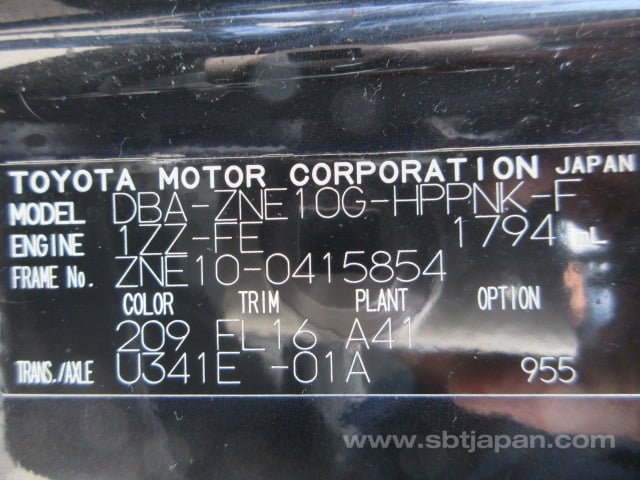 TOYOTA MOTOR CORPORATION JAPAN
MODEL DBA-ZNE10G-HPPNK-F
ENGINE 1ZZ-FE 1794 mL
FRAME No. ZNE10-0415854
COLOR TRIM PLANT OPTION
209 FL16 A41
TRANS./AXLE U341E -01A 955
www.sbtjapan.com